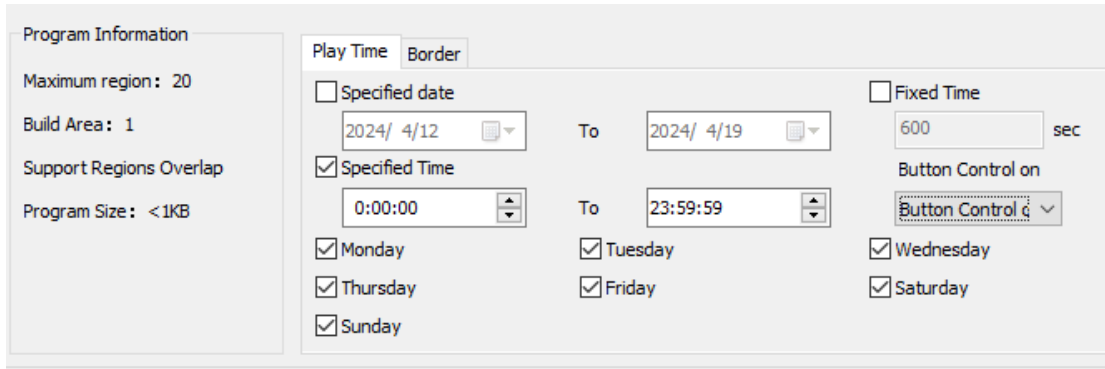 Program Information
Maximum region: 20
Build Area: 1
Support Regions Overlap
Program Size: <1KB
Play Time Border
Specified date
Fixed Time
2024/ 4/12 To 2024/ 4/19
600 sec
Specified Time
Button Control on
0:00:00 To 23:59:59
Button Control
Monday Tuesday Wednesday
Thursday Friday Saturday
Sunday